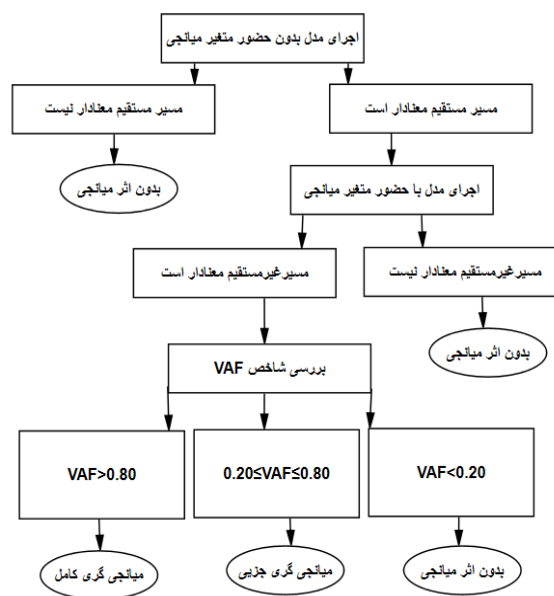 اجرای مدل بدون حضور متغیر میانجی
مسیر مستقیم معنادار است
مسیر مستقیم معنادار نیست
بدون اثر میانجی
اجرای مدل با حضور متغیر میانجی
مسیرغیرمستقیم معنادار نیست
مسیرغیرمستقیم معنادار است
بدون اثر میانجی
بررسی شاخص VAF
VAF<0.20
0.20≤VAF≤0.80
VAF>0.80
بدون اثر میانجی
میانجی گری جزیی
میانجی گری کامل